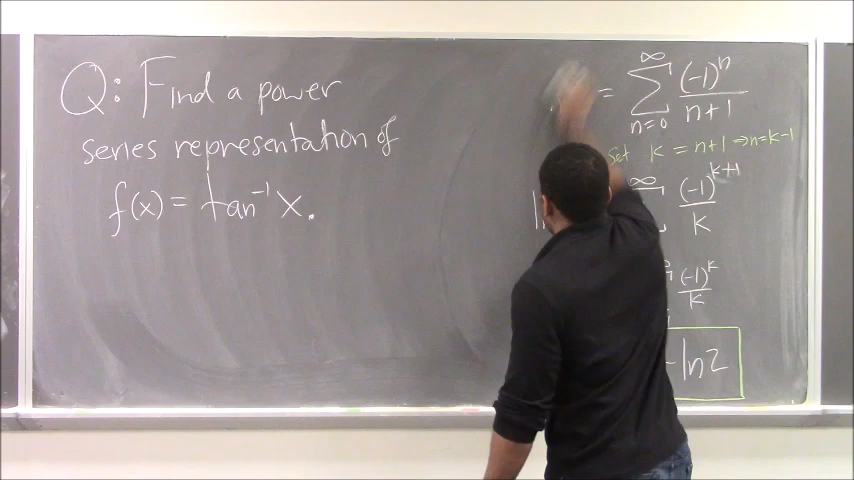 Q: Find a power
series representation of
f(x) = tan⁻¹ x.
= ∑_{n=0}^{∞} (-1)^n / (n+1)
set k = n+1 ⇒ n=k-1
∞ (-1)^{k+1} / k
(-1)^k / k
-ln2